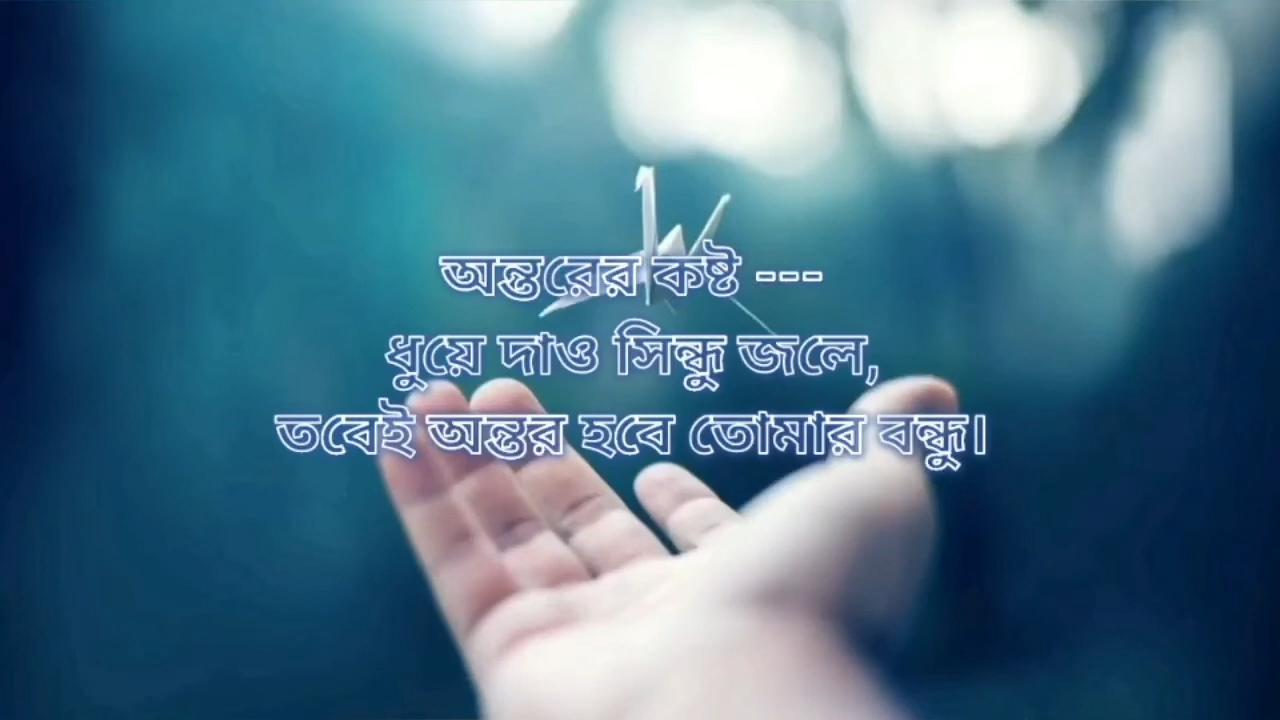 অন্তরের কষ্ট ---
ধুয়ে দাও সিন্ধু জলে,
তবেই অন্তর হবে তোমার বন্ধু।